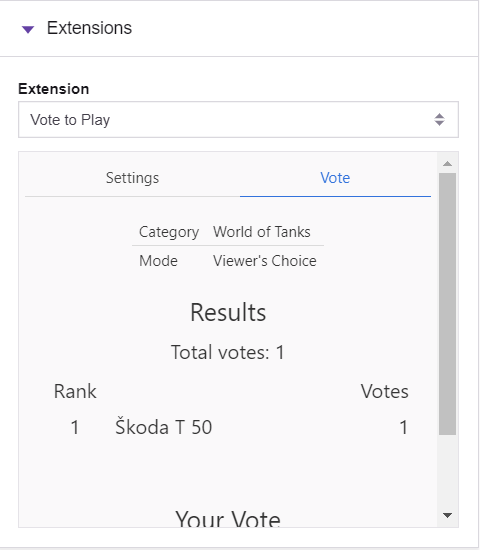 Extensions
Extension
Vote to Play
Settings Vote
Category World of Tanks
Mode Viewer's Choice
Results
Total votes: 1
Rank Votes
1 Škoda T 50 1
Your Vote